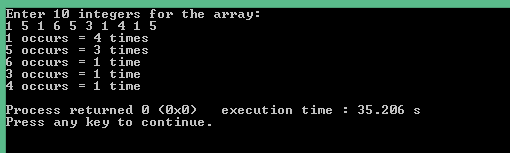 Enter 10 integers for the array:
1 5 1 6 5 3 1 4 1 5
1 occurs = 4 times
5 occurs = 3 times
6 occurs = 1 time
3 occurs = 1 time
4 occurs = 1 time
Process returned 0 (0x0)   execution time : 35.206 s
Press any key to continue.